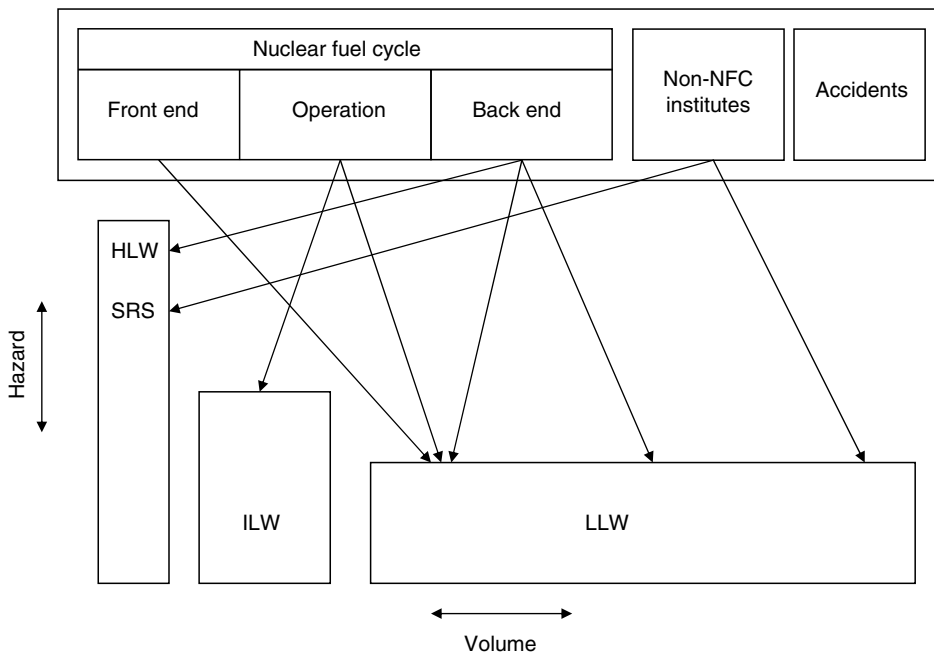 Nuclear fuel cycle
Front end
Operation
Back end
Non-NFC
institutes
Accidents
HLW
SRS
Hazard
ILW
LLW
Volume